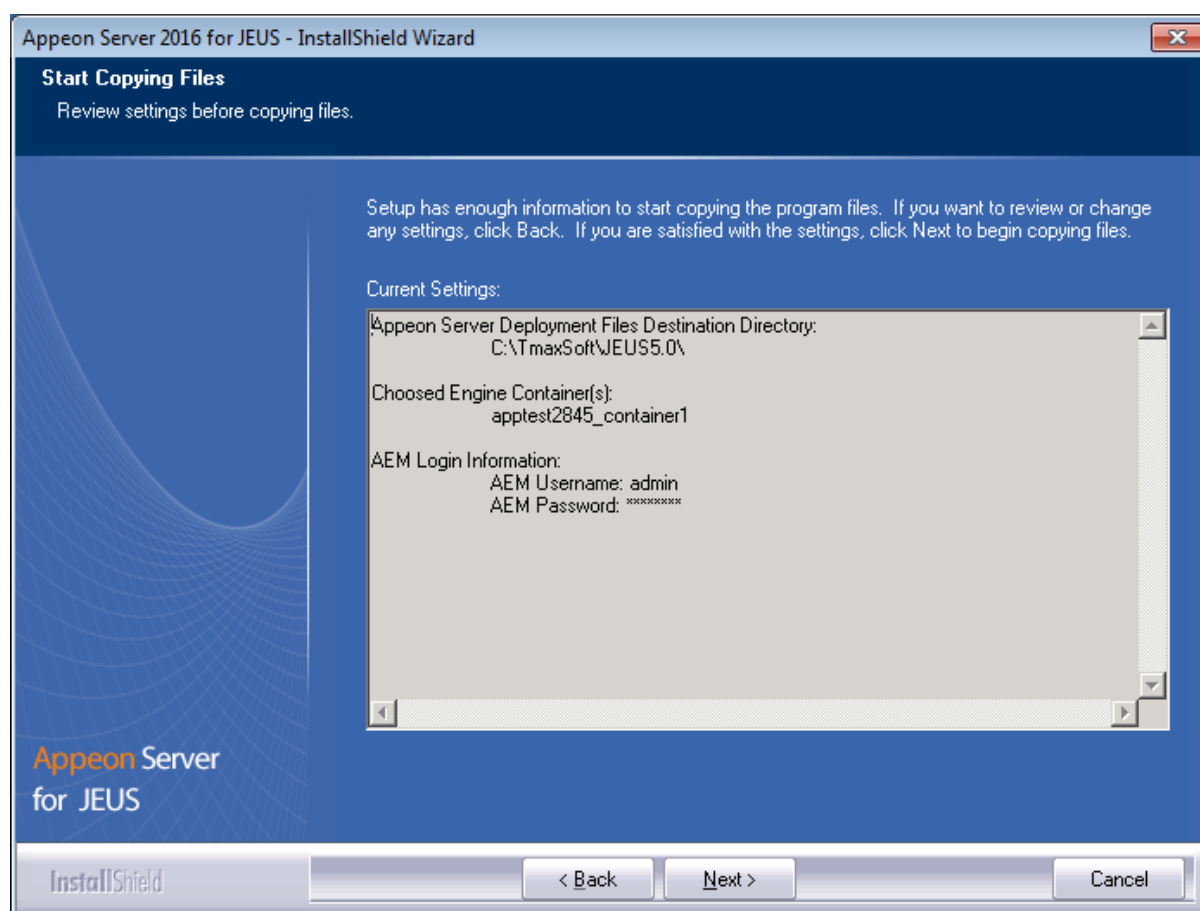 Appeon Server 2016 for JEUS - InstallShield Wizard
Start Copying Files
Review settings before copying files.
Setup has enough information to start copying the program files. If you want to review or change
any settings, click Back. If you are satisfied with the settings, click Next to begin copying files.
Current Settings:
Appeon Server Deployment Files Destination Directory:
C:\TmaxSoft\JEUS5.0\
Choosed Engine Container(s):
apptest2845_container1
AEM Login Information:
AEM Username: admin
AEM Password: ********
Appeon Server
for JEUS
InstallShield
< Back
Next >
Cancel